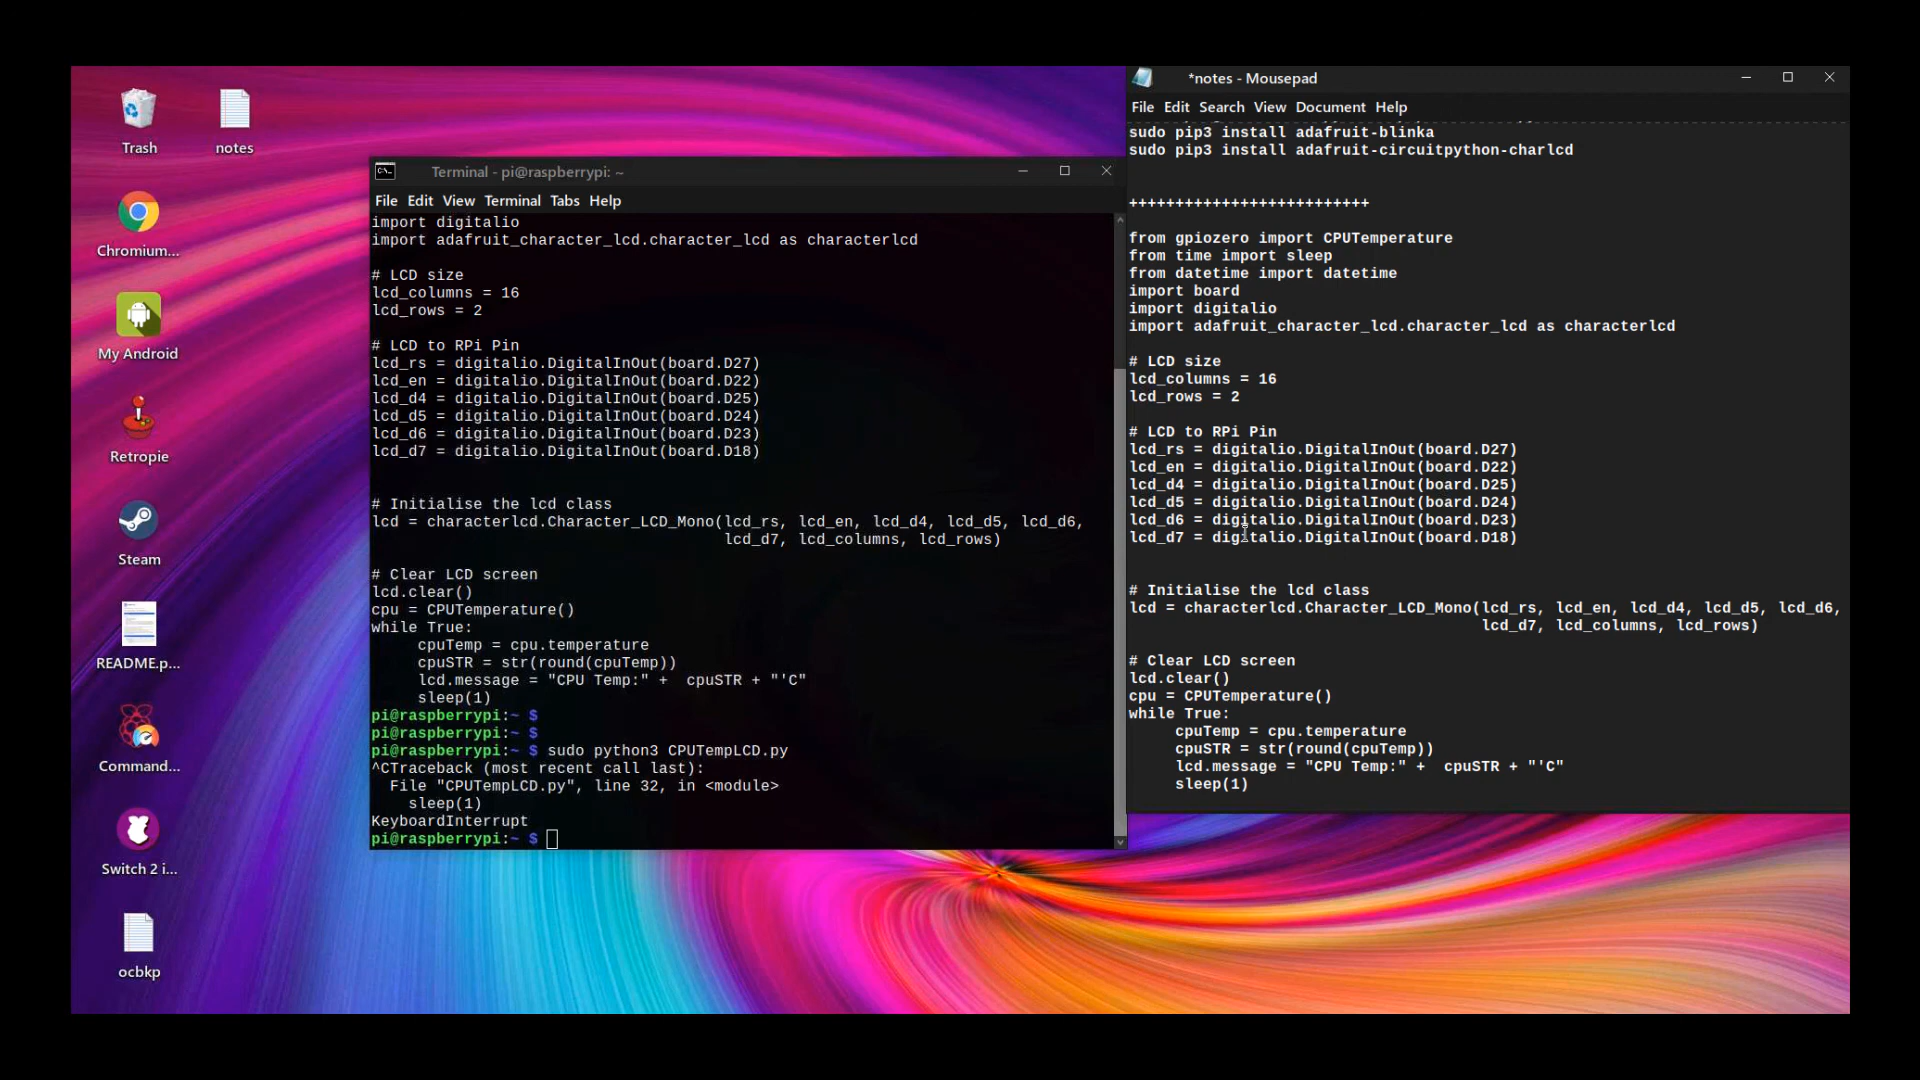 Trash
notes
Chromium...
My Android
Retropie
Steam
README.p...
Command...
Switch 2 i...
ocbkp
Terminal - pi@raspberrypi: ~
File Edit View Terminal Tabs Help
import digitalio
import adafruit_character_lcd.character_lcd as characterlcd
# LCD size
lcd_columns = 16
lcd_rows = 2
# LCD to RPi Pin
lcd_rs = digitalio.DigitalInOut(board.D27)
lcd_en = digitalio.DigitalInOut(board.D22)
lcd_d4 = digitalio.DigitalInOut(board.D25)
lcd_d5 = digitalio.DigitalInOut(board.D24)
lcd_d6 = digitalio.DigitalInOut(board.D23)
lcd_d7 = digitalio.DigitalInOut(board.D18)
# Initialise the lcd class
lcd = characterlcd.Character_LCD_Mono(lcd_rs, lcd_en, lcd_d4, lcd_d5, lcd_d6,
lcd_d7, lcd_columns, lcd_rows)
# Clear LCD screen
lcd.clear()
cpu = CPUTemperature()
while True:
     cpuTemp = cpu.temperature
     cpuSTR = str(round(cpuTemp))
     lcd.message = "CPU Temp:" +  cpuSTR + "'C"
     sleep(1)
pi@raspberrypi:~ $
pi@raspberrypi:~ $
pi@raspberrypi:~ $ sudo python3 CPUTempLCD.py
^CTraceback (most recent call last):
  File "CPUTempLCD.py", line 32, in <module>
    sleep(1)
KeyboardInterrupt
pi@raspberrypi:~ $
*notes - Mousepad
File Edit Search View Document Help
sudo pip3 install adafruit-blinka
sudo pip3 install adafruit-circuitpython-charlcd
++++++++++++++++++++++++++
from gpiozero import CPUTemperature
from time import sleep
from datetime import datetime
import board
import digitalio
import adafruit_character_lcd.character_lcd as characterlcd
# LCD size
lcd_columns = 16
lcd_rows = 2
# LCD to RPi Pin
lcd_rs = digitalio.DigitalInOut(board.D27)
lcd_en = digitalio.DigitalInOut(board.D22)
lcd_d4 = digitalio.DigitalInOut(board.D25)
lcd_d5 = digitalio.DigitalInOut(board.D24)
lcd_d6 = digitalio.DigitalInOut(board.D23)
lcd_d7 = digitalio.DigitalInOut(board.D18)
# Initialise the lcd class
lcd = characterlcd.Character_LCD_Mono(lcd_rs, lcd_en, lcd_d4, lcd_d5, lcd_d6,
lcd_d7, lcd_columns, lcd_rows)
# Clear LCD screen
lcd.clear()
cpu = CPUTemperature()
while True:
     cpuTemp = cpu.temperature
     cpuSTR = str(round(cpuTemp))
     lcd.message = "CPU Temp:" +  cpuSTR + "'C"
     sleep(1)